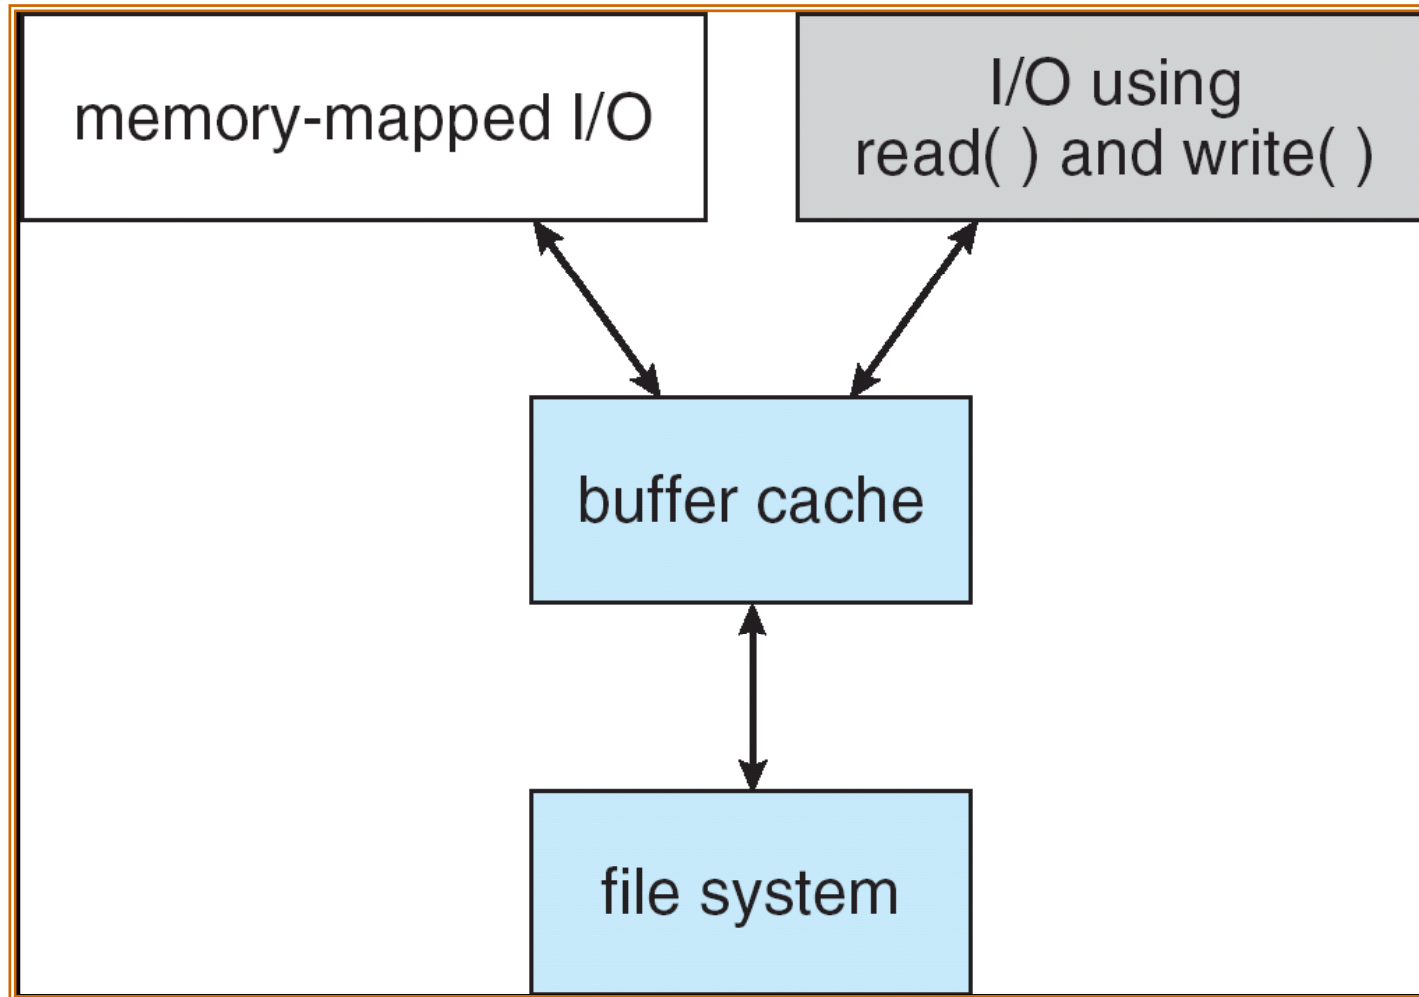 memory-mapped I/O
I/O using
read( ) and write( )
buffer cache
file system